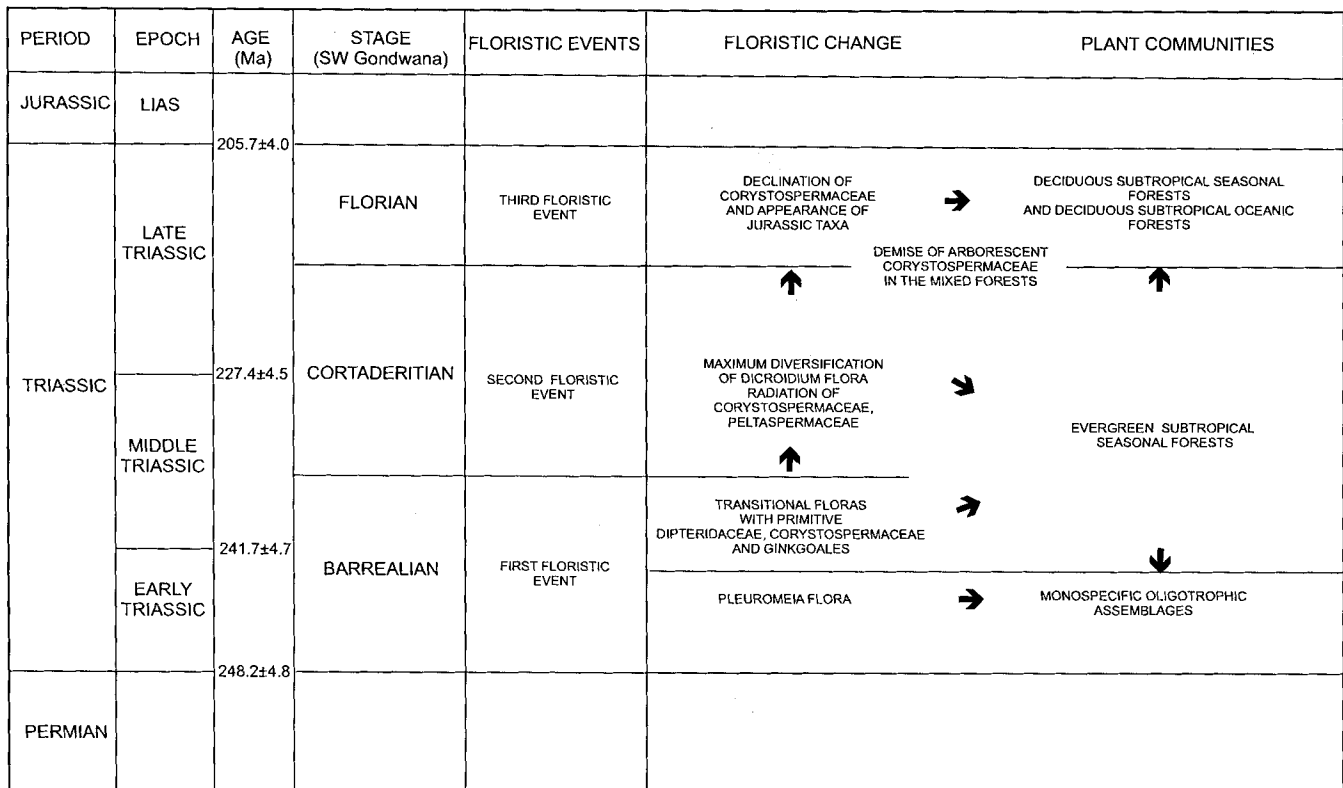 PERIOD
EPOCH
AGE
(Ma)
STAGE
(SW Gondwana)
FLORISTIC EVENTS
FLORISTIC CHANGE
PLANT COMMUNITIES
JURASSIC
LIAS
205.7±4.0
TRIASSIC
LATE
TRIASSIC
FLORIAN
THIRD FLORISTIC
EVENT
DECLINATION OF
CORYSTOSPERMACEAE
AND APPEARANCE OF
JURASSIC TAXA
DECIDUOUS SUBTROPICAL SEASONAL
FORESTS
AND DECIDUOUS SUBTROPICAL OCEANIC
FORESTS
DEMISE OF ARBORESCENT
CORYSTOSPERMACEAE
IN THE MIXED FORESTS
227.4±4.5
CORTADERITIAN
SECOND FLORISTIC
EVENT
MAXIMUM DIVERSIFICATION
OF DICROIDIUM FLORA
RADIATION OF
CORYSTOSPERMACEAE,
PELTASPERMACEAE
EVERGREEN SUBTROPICAL
SEASONAL FORESTS
MIDDLE
TRIASSIC
TRANSITIONAL FLORAS
WITH PRIMITIVE
DIPTERIDACEAE, CORYSTOSPERMACEAE
AND GINKGOALES
241.7±4.7
BARREALIAN
FIRST FLORISTIC
EVENT
EARLY
TRIASSIC
PLEUROMEIA FLORA
MONOSPECIFIC OLIGOTROPHIC
ASSEMBLAGES
248.2±4.8
PERMIAN